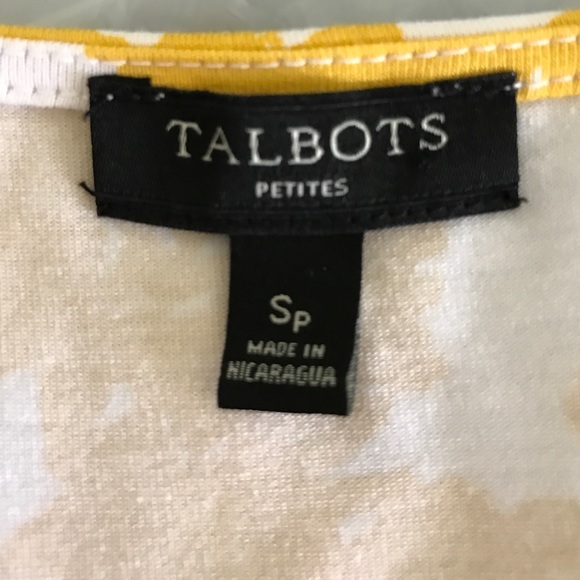 TALBOTS
PETITES
SP
MADE IN
NICARAGUA